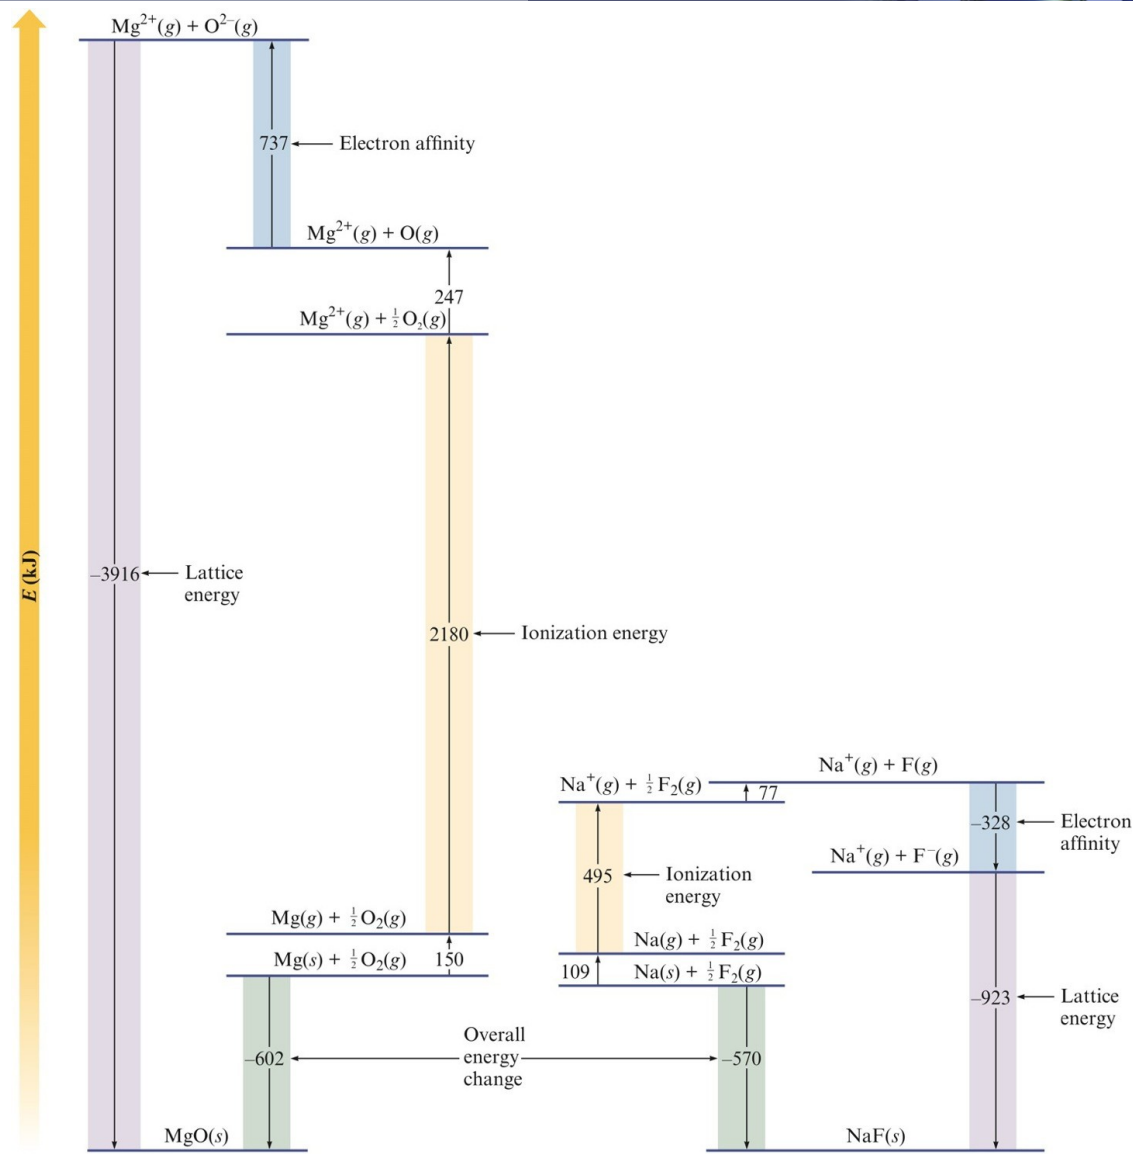 Mg²⁺(g) + O²⁻(g)
737
Electron affinity
Mg²⁺(g) + O(g)
247
Mg²⁺(g) + ½O₂(g)
E (kJ)
–3916
Lattice
energy
2180
Ionization energy
Mg(g) + ½O₂(g)
Mg(s) + ½O₂(g)
150
–602
MgO(s)
Overall
energy
change
Na⁺(g) + ½F₂(g)
77
Na⁺(g) + F(g)
–328
Electron
affinity
Na⁺(g) + F⁻(g)
495
Ionization
energy
Na(g) + ½F₂(g)
109
Na(s) + ½F₂(g)
–570
–923
Lattice
energy
NaF(s)